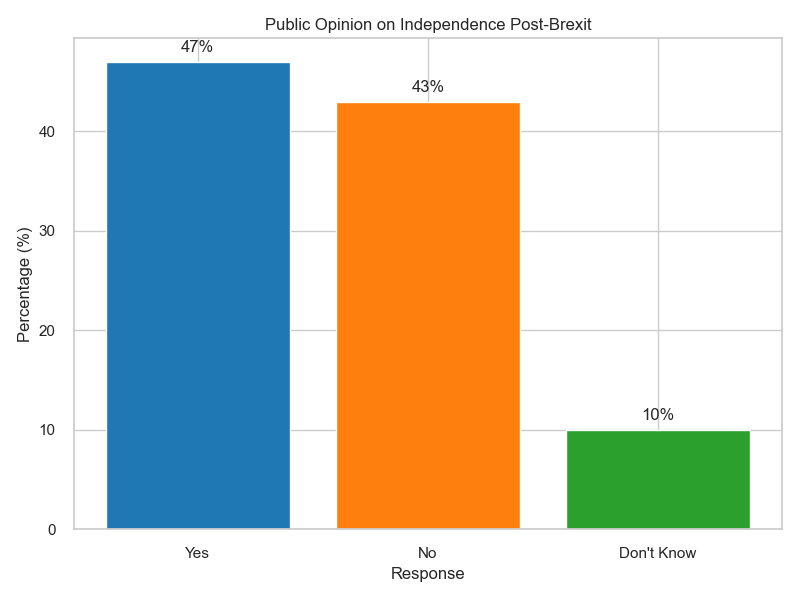 Public Opinion on Independence Post-Brexit
47%
43%
10%
40
30
20
10
0
Percentage (%)
Yes No Don't Know
Response